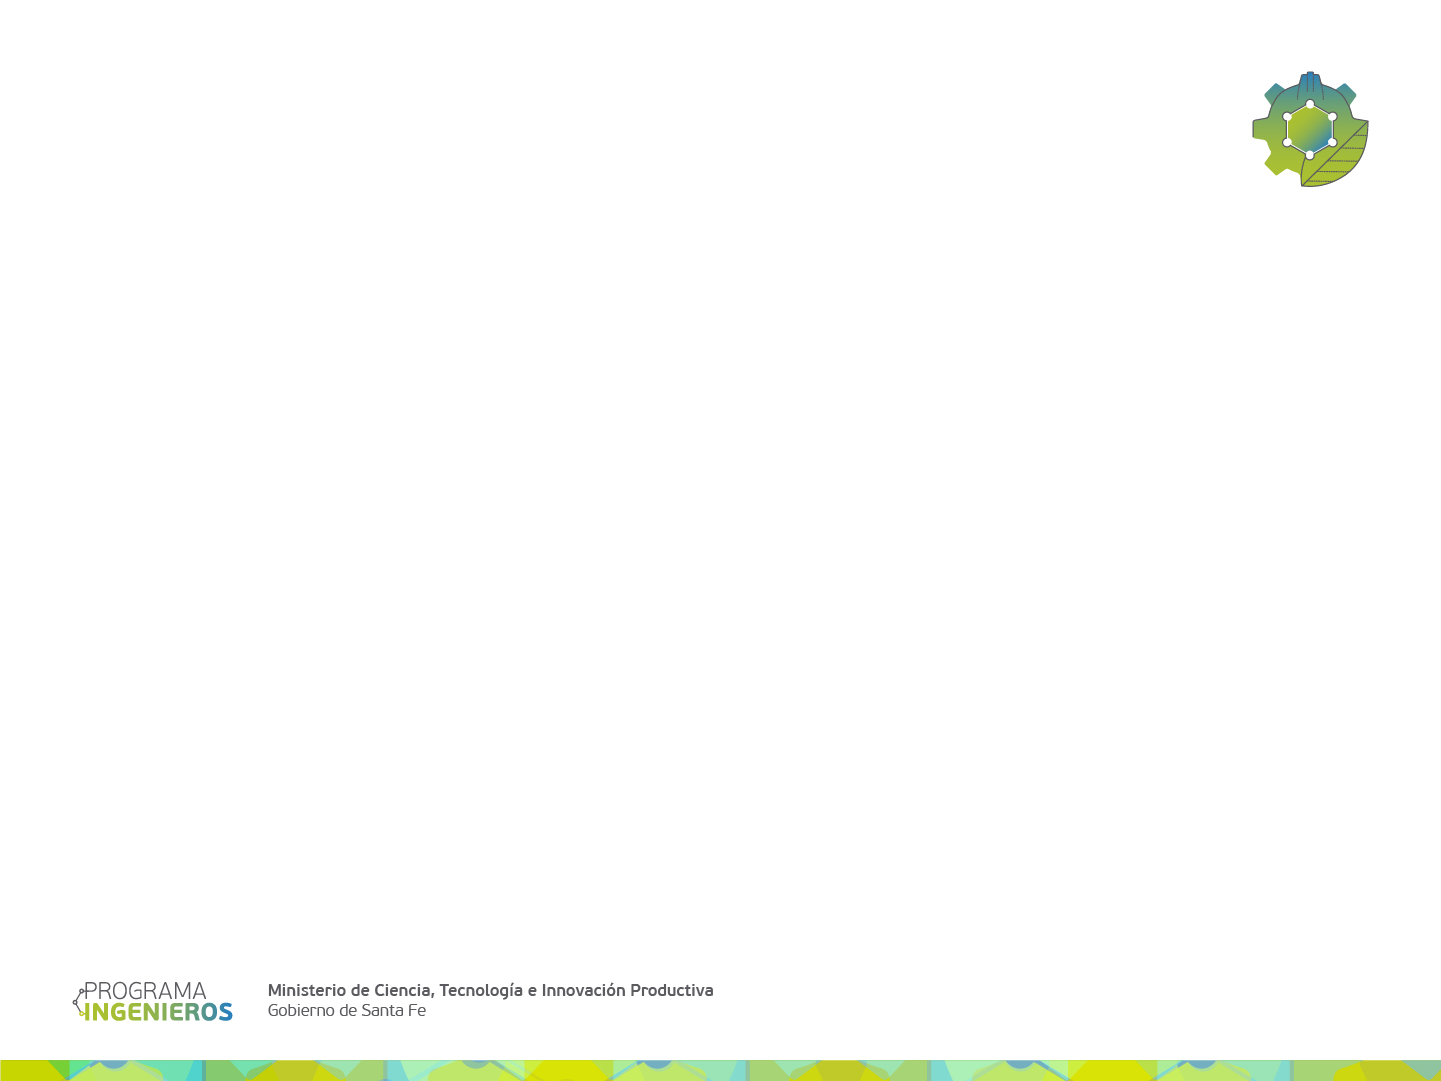 PROGRAMA
INGENIEROS
Ministerio de Ciencia, Tecnología e Innovación Productiva
Gobierno de Santa Fe